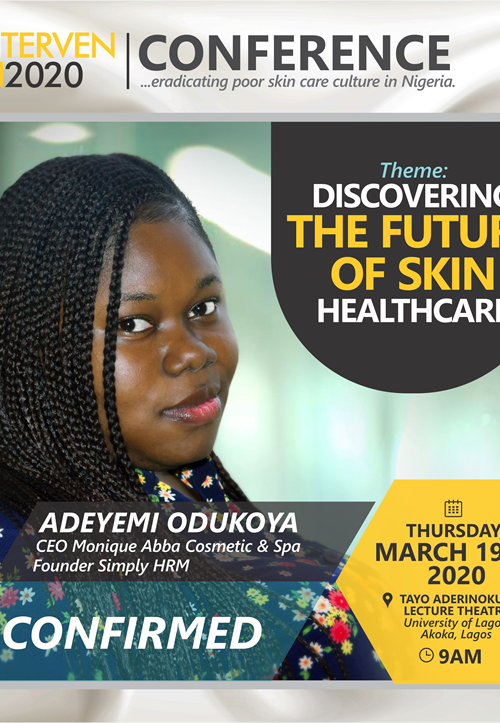 TERVEN
2020
CONFERENCE
...eradicating poor skin care culture in Nigeria.
Theme:
DISCOVERING
THE FUTUR
OF SKIN
HEALTHCAR
ADEYEMI ODUKOYA
CEO Monique Abba Cosmetic & Spa
Founder Simply HRM
CONFIRMED
THURSDAY
MARCH 19
2020
TAYO ADERINOKU
LECTURE THEATR
University of Lago
Akoka, Lagos
9AM